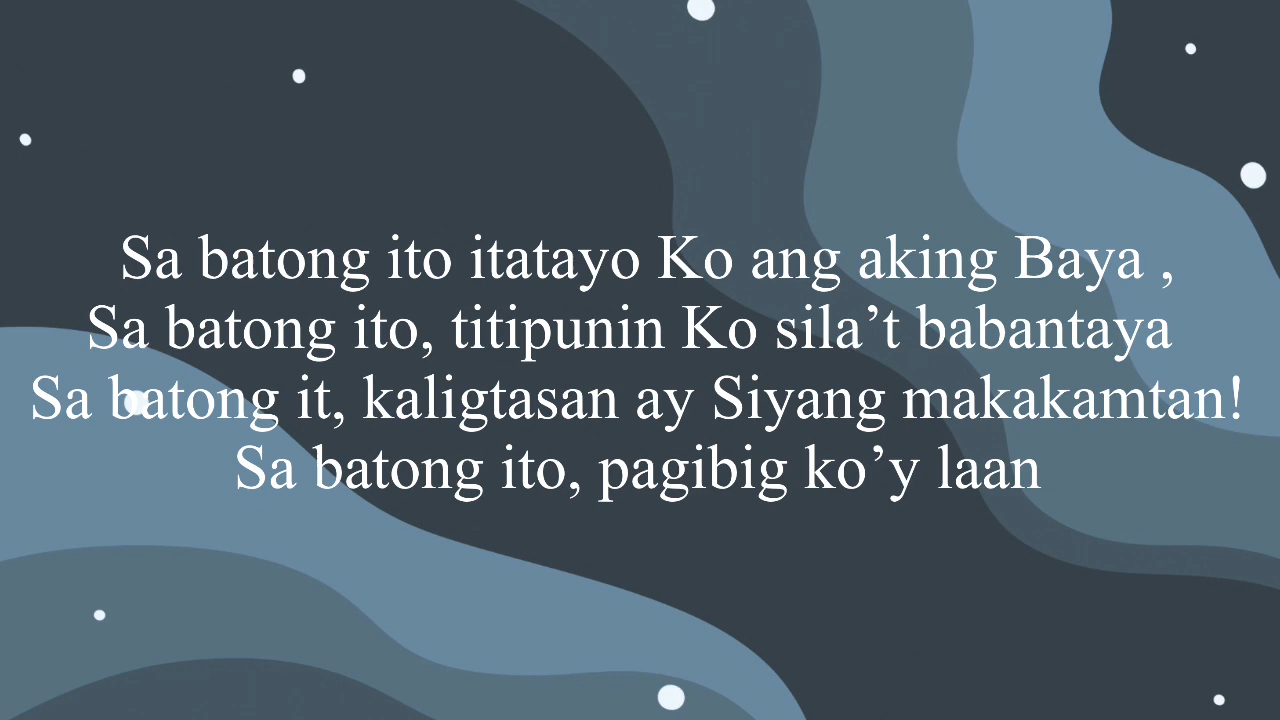 Sa batong ito itatayo Ko ang aking Baya ,
Sa batong ito, titipunin Ko sila’t babantaya
Sa batong it, kaligtasan ay Siyang makakamtan!
Sa batong ito, pagibig ko’y laan